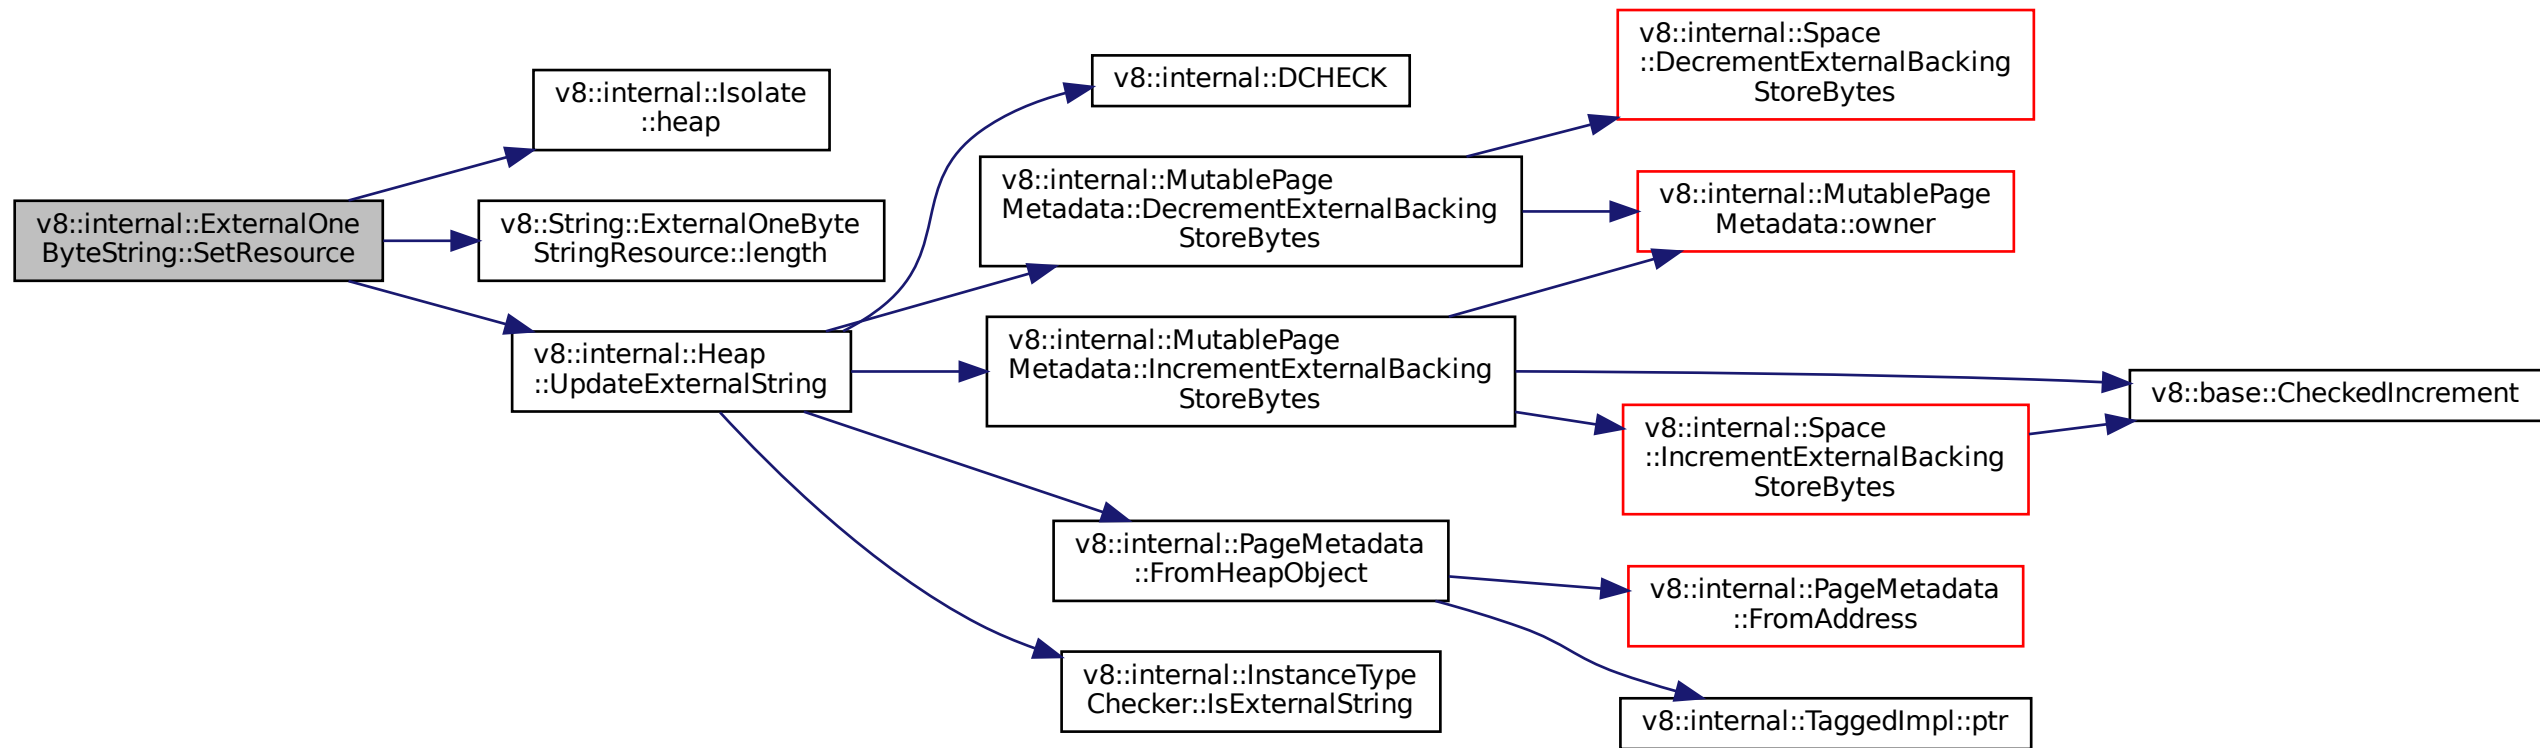 v8::internal::ExternalOne
ByteString::SetResource
v8::internal::Isolate
::heap
v8::String::ExternalOneByte
StringResource::length
v8::internal::Heap
::UpdateExternalString
v8::internal::DCHECK
v8::internal::MutablePage
Metadata::DecrementExternalBacking
StoreBytes
v8::internal::MutablePage
Metadata::IncrementExternalBacking
StoreBytes
v8::internal::PageMetadata
::FromHeapObject
v8::internal::InstanceType
Checker::IsExternalString
v8::internal::Space
::DecrementExternalBacking
StoreBytes
v8::internal::MutablePage
Metadata::owner
v8::internal::Space
::IncrementExternalBacking
StoreBytes
v8::internal::PageMetadata
::FromAddress
v8::internal::TaggedImpl::ptr
v8::base::CheckedIncrement